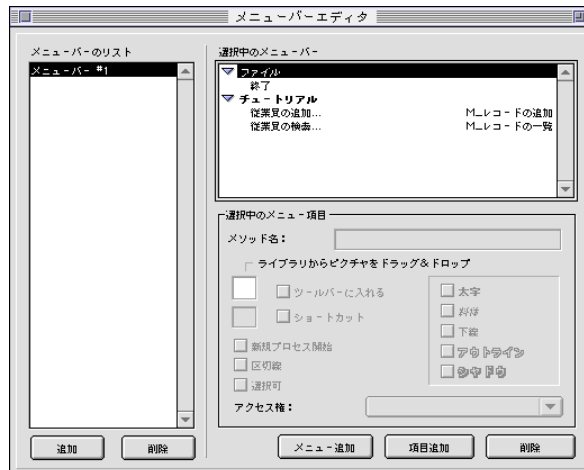 メニューバーエディタ
メニューバーのリスト
メニューバー #1
追加
削除
選択中のメニューバー
ファイル
終了
チュートリアル
従業員の追加... M_レコードの追加
従業員の検索... M_レコードの一覧
選択中のメニュー項目
メソッド名：
ライブラリからピクチャをドラッグ&ドロップ
ツールバーに入れる
ショートカット
新規プロセス開始
区切線
選択可
太字
斜体
下線
アウトライン
シャドウ
アクセス権：
メニュー追加
項目追加
削除